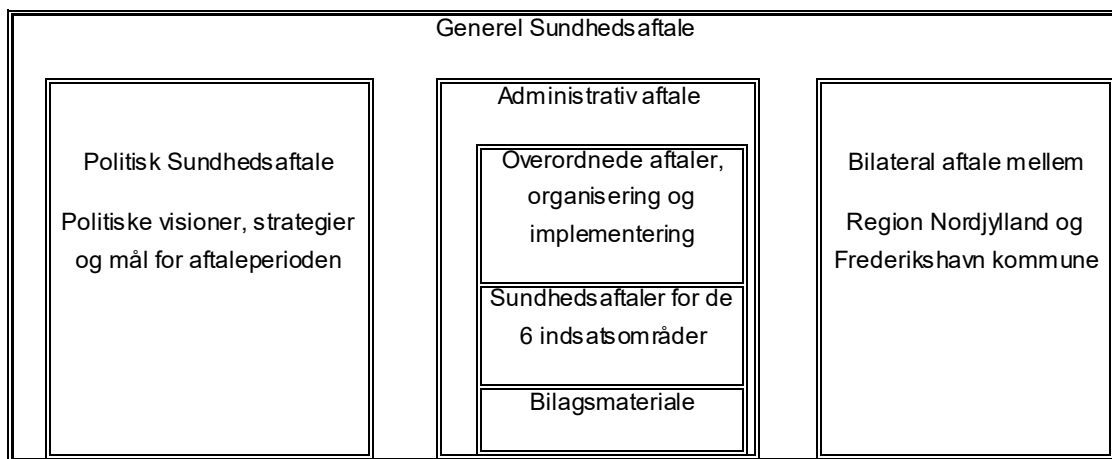 Generel Sundhedsaftale
Politisk Sundhedsaftale
Politiske visioner, strategier
og mål for aftaleperioden
Administrativ aftale
Overordnede aftaler,
organisering og
implementering
Sundhedsaftaler for de
6 indsatsområder
Bilagsmateriale
Bilateral aftale mellem
Region Nordjylland og
Frederikshavn kommune